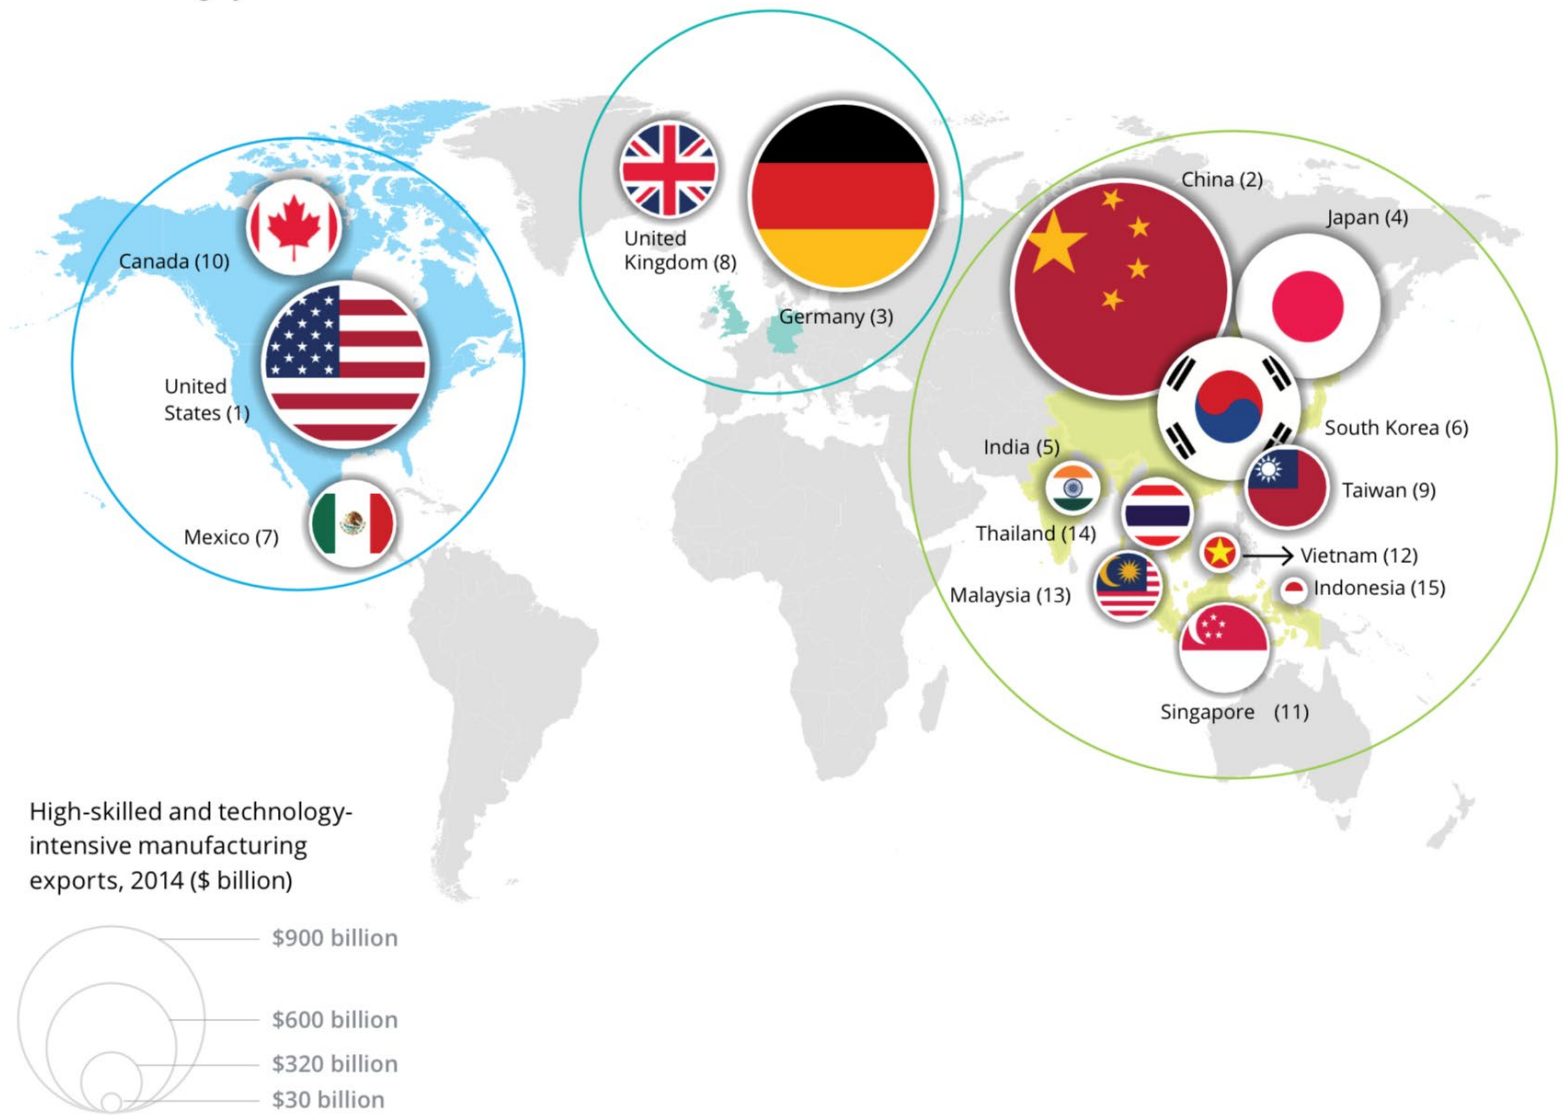 Canada (10)
United
States (1)
Mexico (7)
United
Kingdom (8)
Germany (3)
China (2)
Japan (4)
South Korea (6)
India (5)
Taiwan (9)
Thailand (14)
Vietnam (12)
Malaysia (13)
Indonesia (15)
Singapore (11)
High-skilled and technology-
intensive manufacturing
exports, 2014 ($ billion)
$900 billion
$600 billion
$320 billion
$30 billion